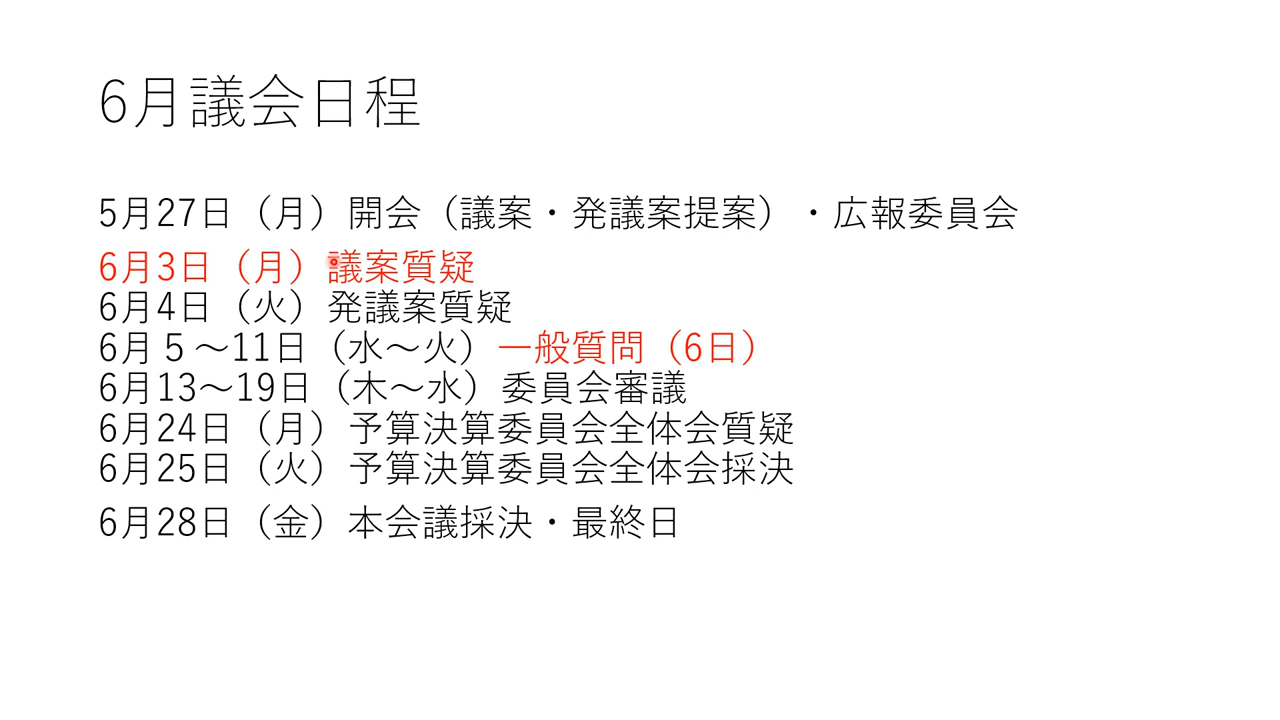 6月議会日程
5月27日（月）開会（議案・発議案提案）・広報委員会
6月3日（月）議案質疑
6月4日（火）発議案質疑
6月５～11日（水～火）一般質問（6日）
6月13～19日（木～水）委員会審議
6月24日（月）予算決算委員会全体会質疑
6月25日（火）予算決算委員会全体会採決
6月28日（金）本会議採決・最終日